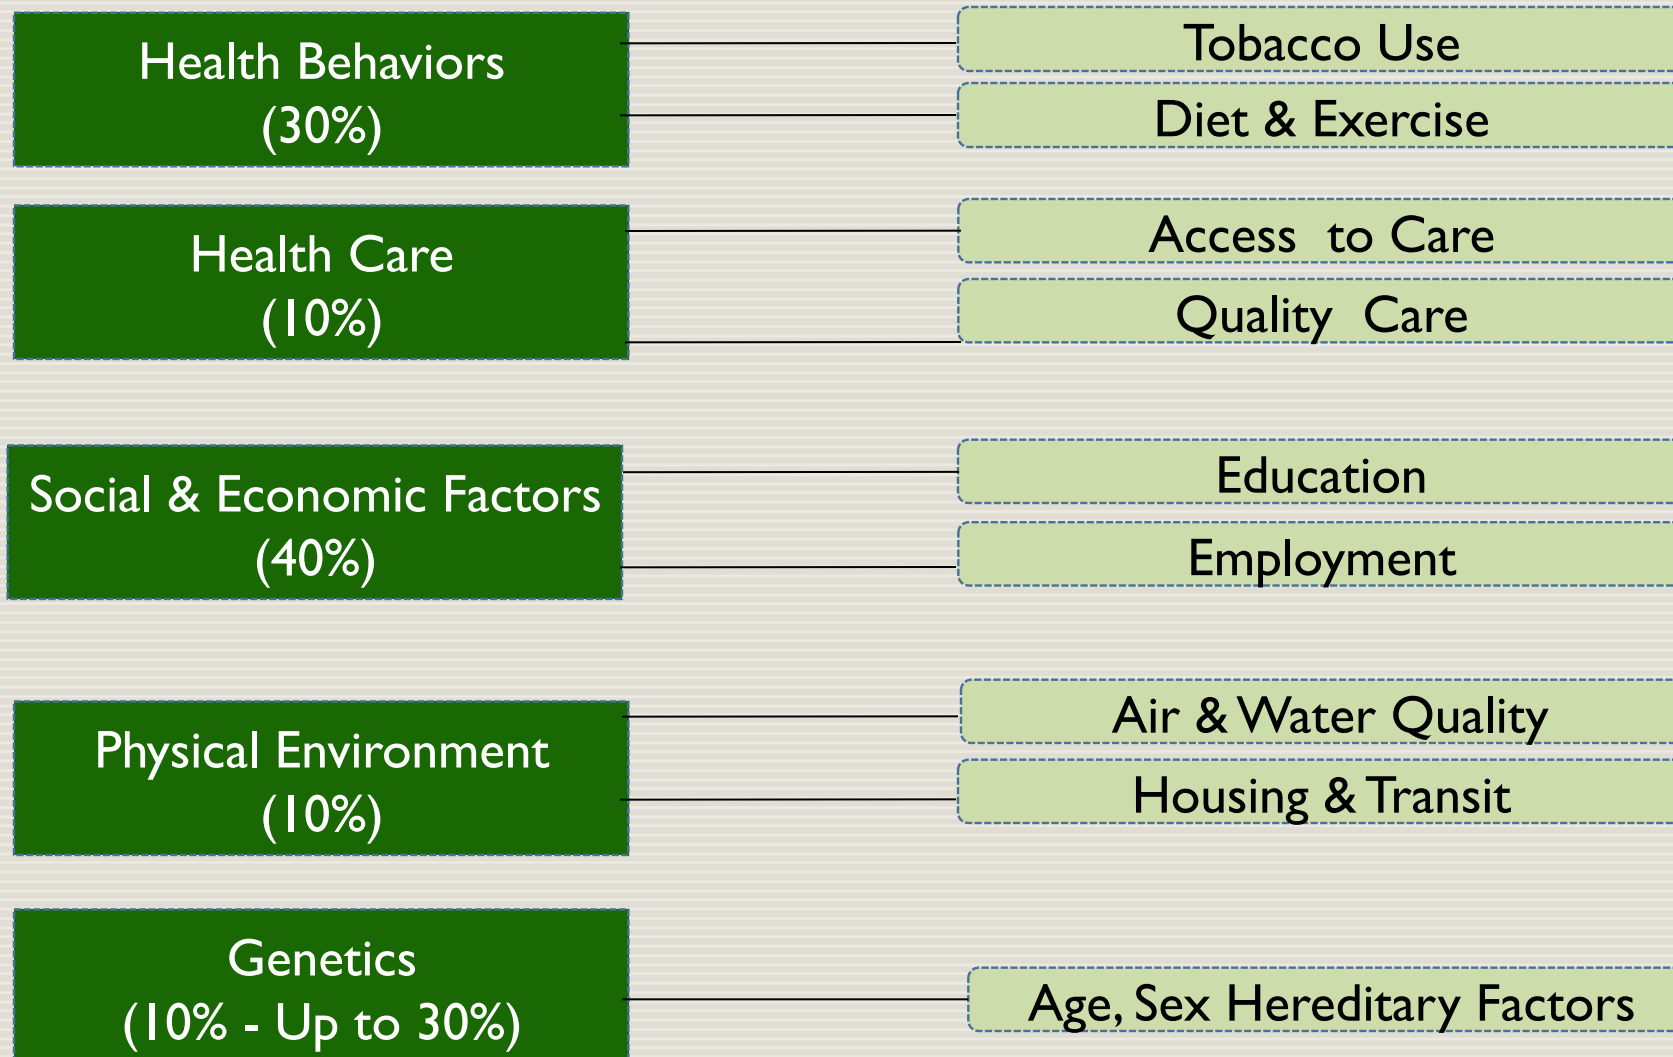 Health Behaviors
(30%)
Tobacco Use
Diet & Exercise
Health Care
(10%)
Access to Care
Quality Care
Social & Economic Factors
(40%)
Education
Employment
Physical Environment
(10%)
Air & Water Quality
Housing & Transit
Genetics
(10% - Up to 30%)
Age, Sex Hereditary Factors